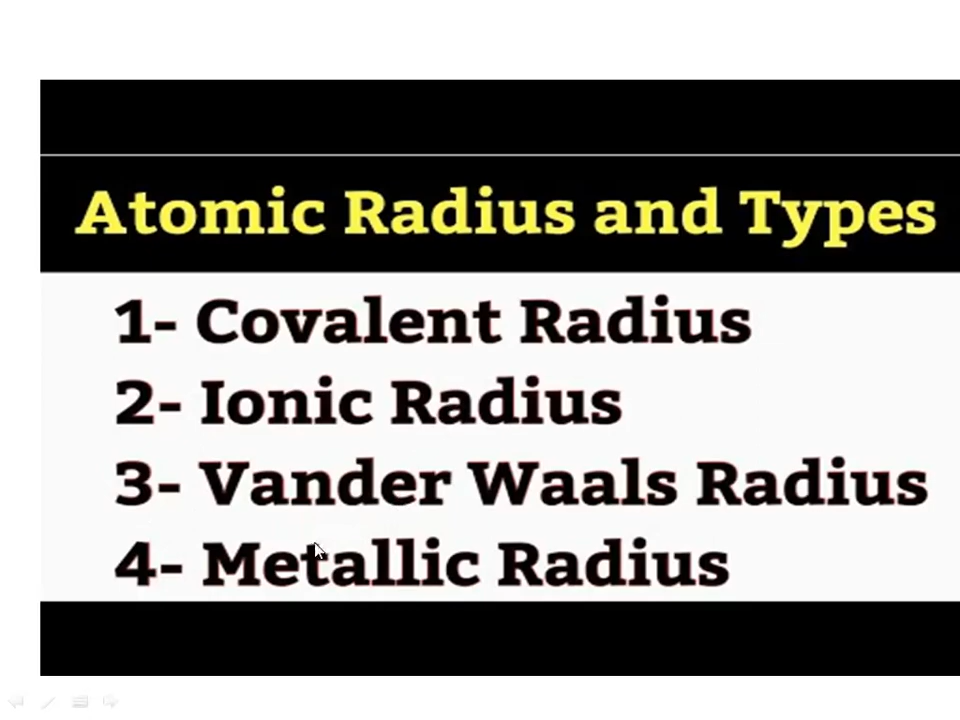 Atomic Radius and Types
1- Covalent Radius
2- Ionic Radius
3- Vander Waals Radius
4- Metallic Radius